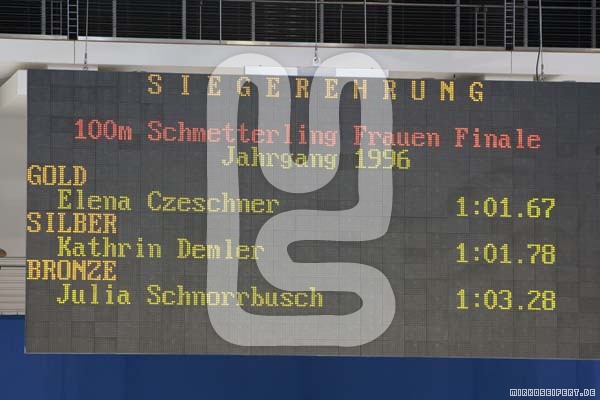 SIEGEREHRUNG
100m Schmetterling Frauen Finale
Jahrgang 1996
GOLD
Elena Czeschner 1:01.67
SILBER
Kathrin Demler 1:01.78
BRONZE
Julia Schnorrbusch 1:03.28
MIRKOSEIFERT.DE